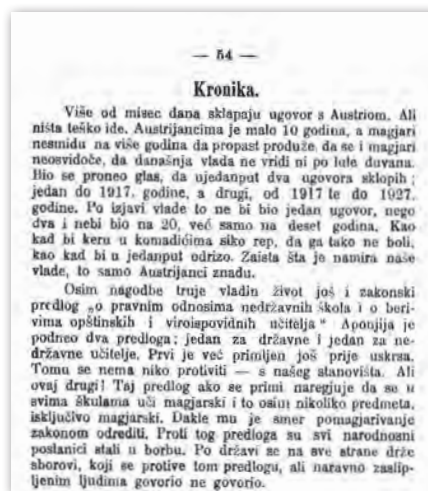 — 54 —
Kronika.
Više od misec dana sklapaju ugovor s Austriom. Ali
ništa teško ide. Austrijancima je malo 10 godina, a magjari
nesmidu na više godina da propast produže, da se i magjari
neosvidoče, da današnja vlada ne vridi ni po lule duvana.
Bio se proneo glas, da ujedanput dva ugovora sklopih;
jedan do 1917. godine, a drugi, od 1917 te do 1927.
godine. Po izjavi vlade to ne bi bio jedan ugovor, nego
dva i nebi bio na 20, već samo na deset godina. Kao
kad bi keru u komadićima siko rep, da ga tako ne boli,
kao kad bi u jedanput odrizo. Zaista šta je namira naše
vlade, to samo Austrijanci znadu.
Osim nagodbe truje vladin život još i zakonski
predlog „o pravnim odnosima nedržavnih škola i o beri-
vima opštinskih i viroispovidnih učitelja“ Aponjija je
podneo dva predloga; jedan za državne i jedan za ne-
državne učitelje. Prvi je već primljen još prije uskrsa.
Tomu se nema niko protiviti — s našeg stanovišta. Ali
ovaj drugi! Taj predlog ako se primi naregjuje da se u
svima škulama uči magjarski i to osim nikoliko predmeta,
isključivo magjarski. Dakle mu je smer pomagjarivanje
zakonom odrediti. Proti tog predloga su svi narodnosni
poslanici stali u borbu. Po državi se na sve strane drže
sborovi, koji se protive tom predlogu, ali naravno zaslip-
ljenim ljudima govorio ne govorio.